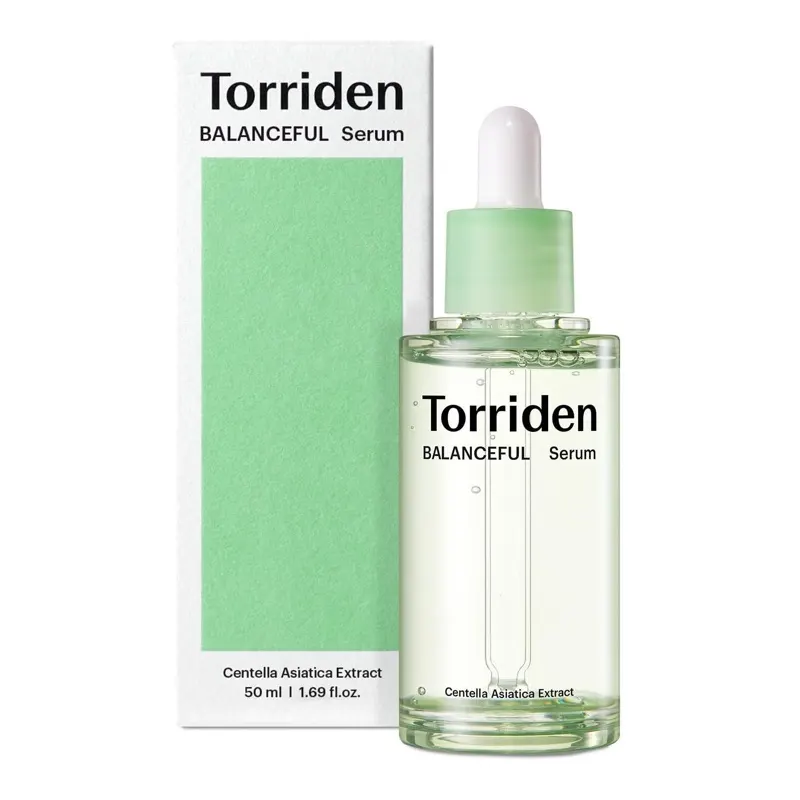 Torriden
BALANCEFUL Serum
Centella Asiatica Extract
50 ml | 1.69 fl.oz.
Torriden
BALANCEFUL Serum
Centella Asiatica Extract